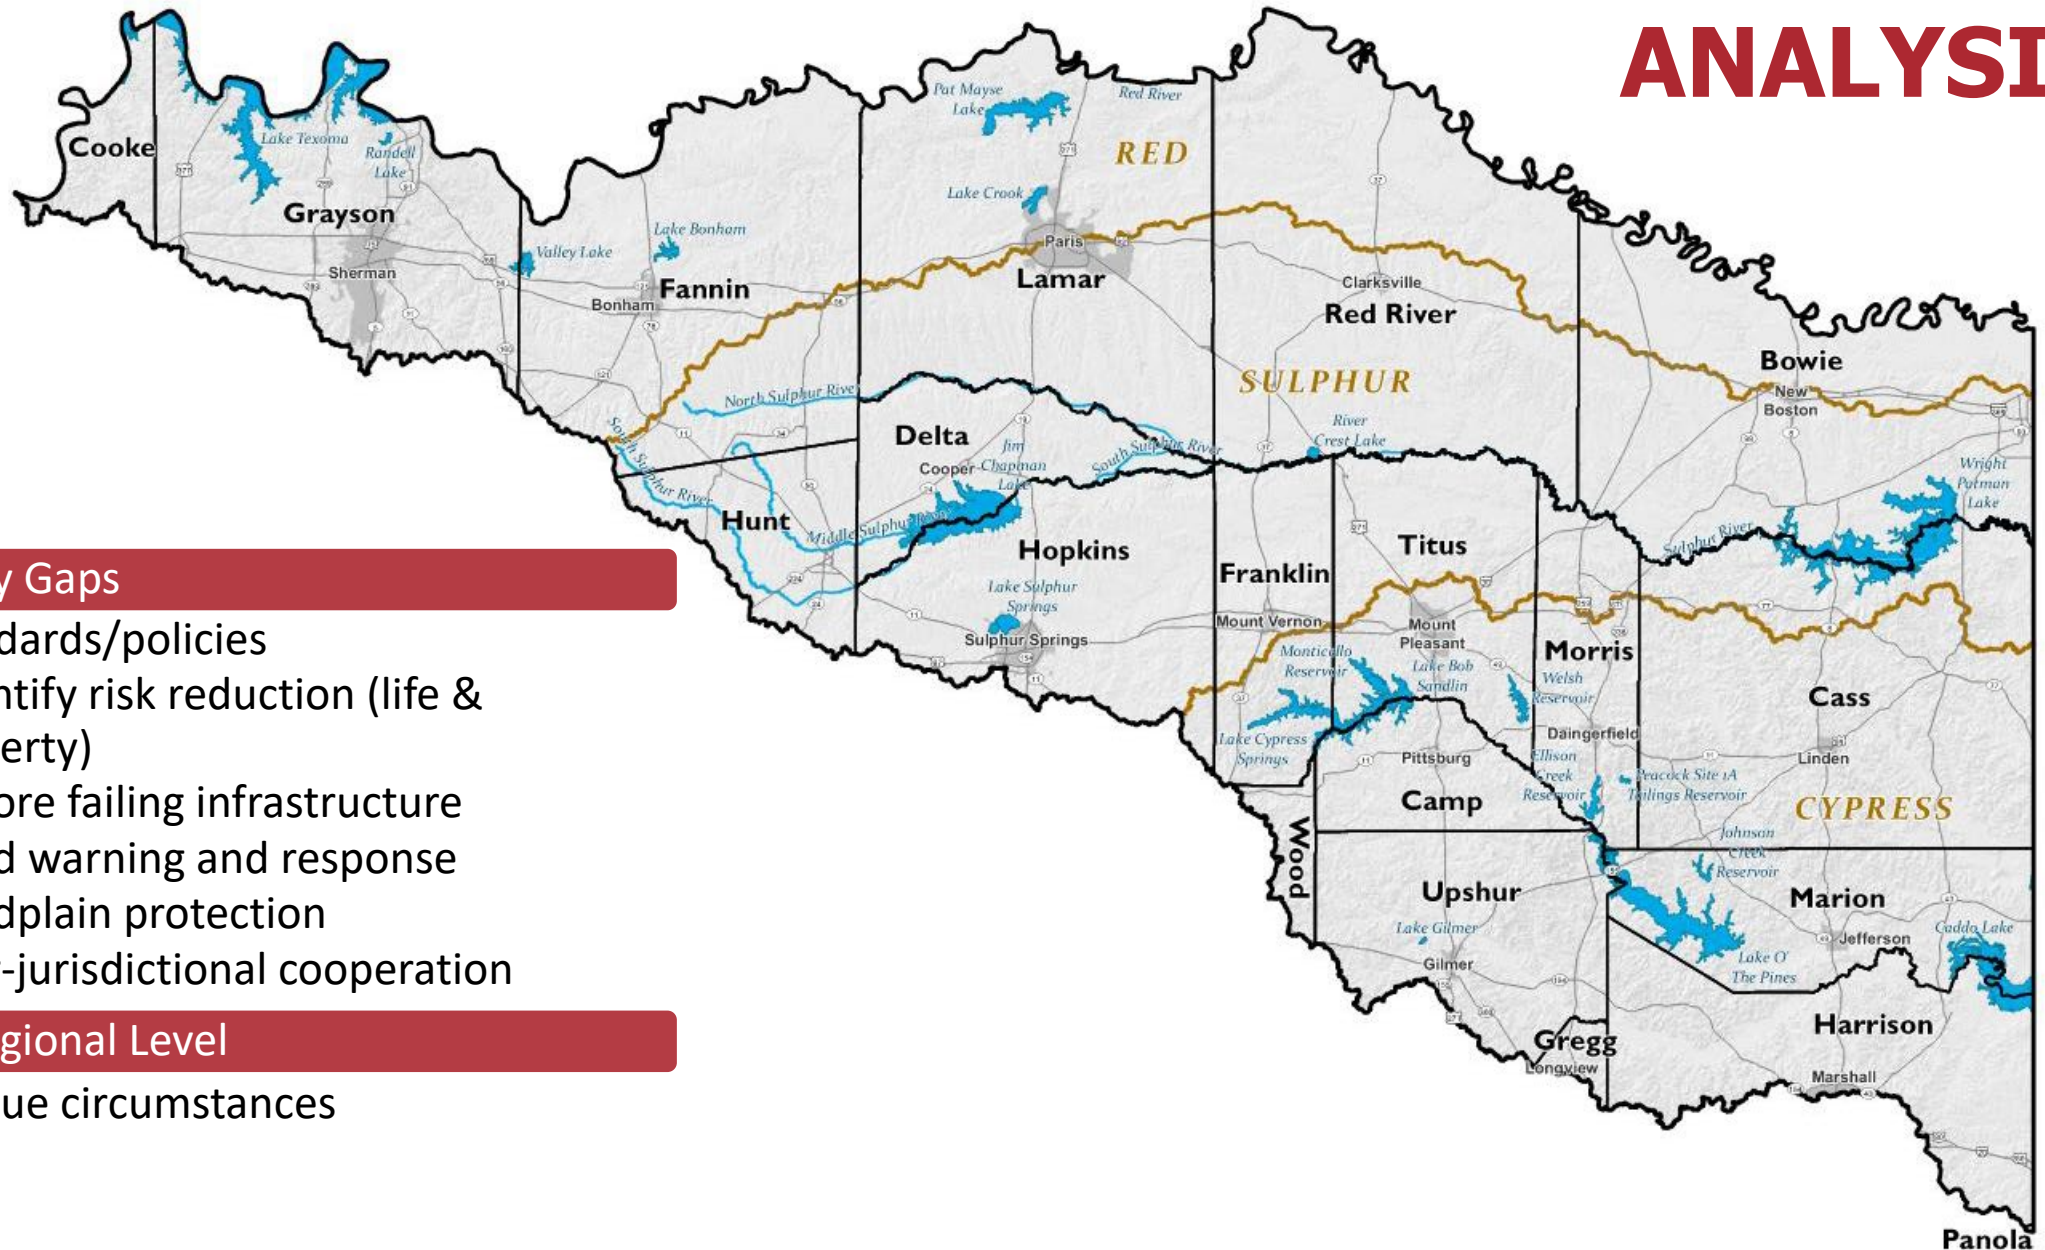 ANALYSI
y Gaps
dards/policies
ntify risk reduction (life &
erty)
ore failing infrastructure
d warning and response
dplain protection
r-jurisdictional cooperation
gional Level
ue circumstances
Cooke
Lake Texoma
Randell
Lake
Grayson
Sherman
Valley Lake
Lake Bonham
Bonham
Fannin
Pat Mayse
Lake
Red River
RED
Lake Crook
Paris
Lamar
Clarksville
Red River
SULPHUR
Bowie
New
Boston
North Sulphur River
South Sulphur River
Delta
Cooper
Jim
Chapman
Lake
South Sulphur River
River
Crest Lake
Wright
Patman
Lake
Hunt
Middle Sulphur River
Hopkins
Lake Sulphur
Springs
Sulphur Springs
Franklin
Mount Vernon
Titus
Mount
Pleasant
Sulphur River
Monticello
Reservoir
Lake Bob
Sandlin
Morris
Welsh
Reservoir
Cass
Lake Cypress
Springs
Pittsburg
Daingerfield
Linden
Ellison
Creek
Reservoir
Peacock Site 1A
Tailings Reservoir
Camp
CYPRESS
Wood
Johnson
Creek
Reservoir
Upshur
Marion
Lake Gilmer
Gilmer
Jefferson
Caddo Lake
Lake O'
The Pines
Harrison
Gregg
Longview
Marshall
Panola